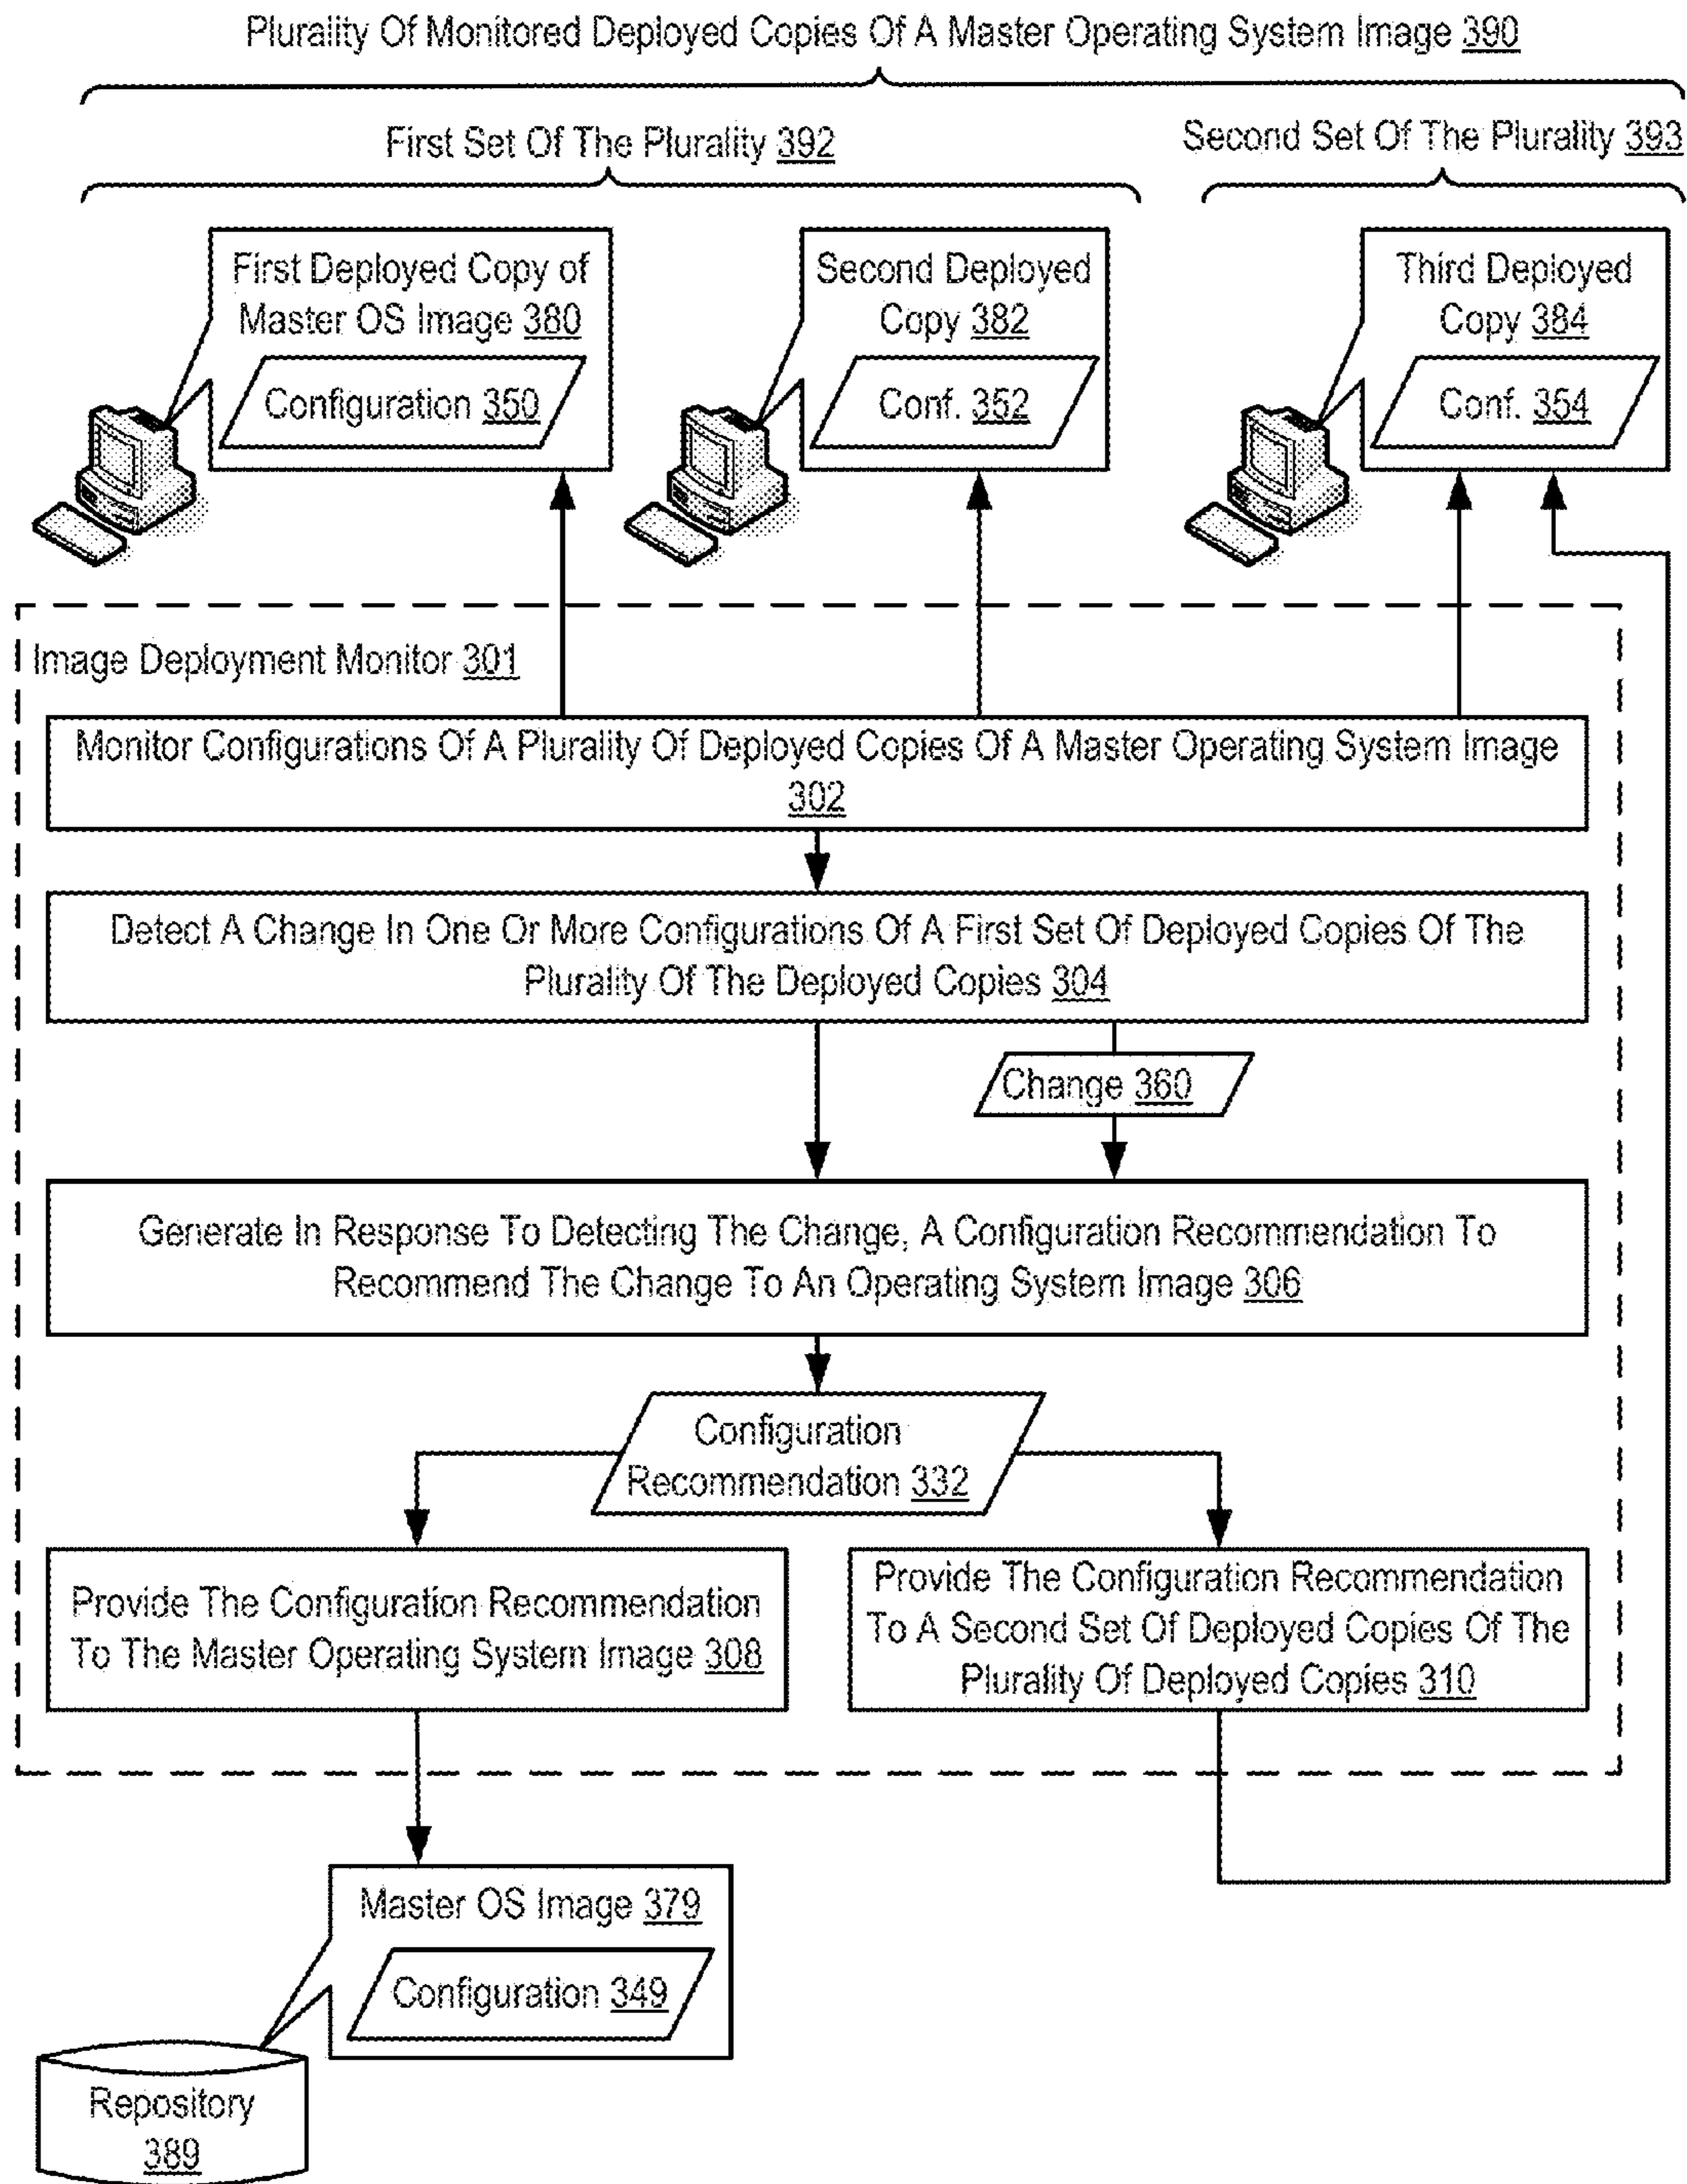 Plurality Of Monitored Deployed Copies Of A Master Operating System Image 390
First Set Of The Plurality 392
Second Set Of The Plurality 393
First Deployed Copy of
Master OS Image 380
Configuration 350
Second Deployed
Copy 382
Conf. 352
Third Deployed
Copy 384
Conf. 354
Image Deployment Monitor 301
Monitor Configurations Of A Plurality Of Deployed Copies Of A Master Operating System Image
302
Detect A Change In One Or More Configurations Of A First Set Of Deployed Copies Of The
Plurality Of The Deployed Copies 304
Change 360
Generate In Response To Detecting The Change, A Configuration Recommendation To
Recommend The Change To An Operating System Image 306
Configuration
Recommendation 332
Provide The Configuration Recommendation
To The Master Operating System Image 308
Provide The Configuration Recommendation
To A Second Set Of Deployed Copies Of The
Plurality Of Deployed Copies 310
Master OS Image 379
Configuration 349
Repository
389